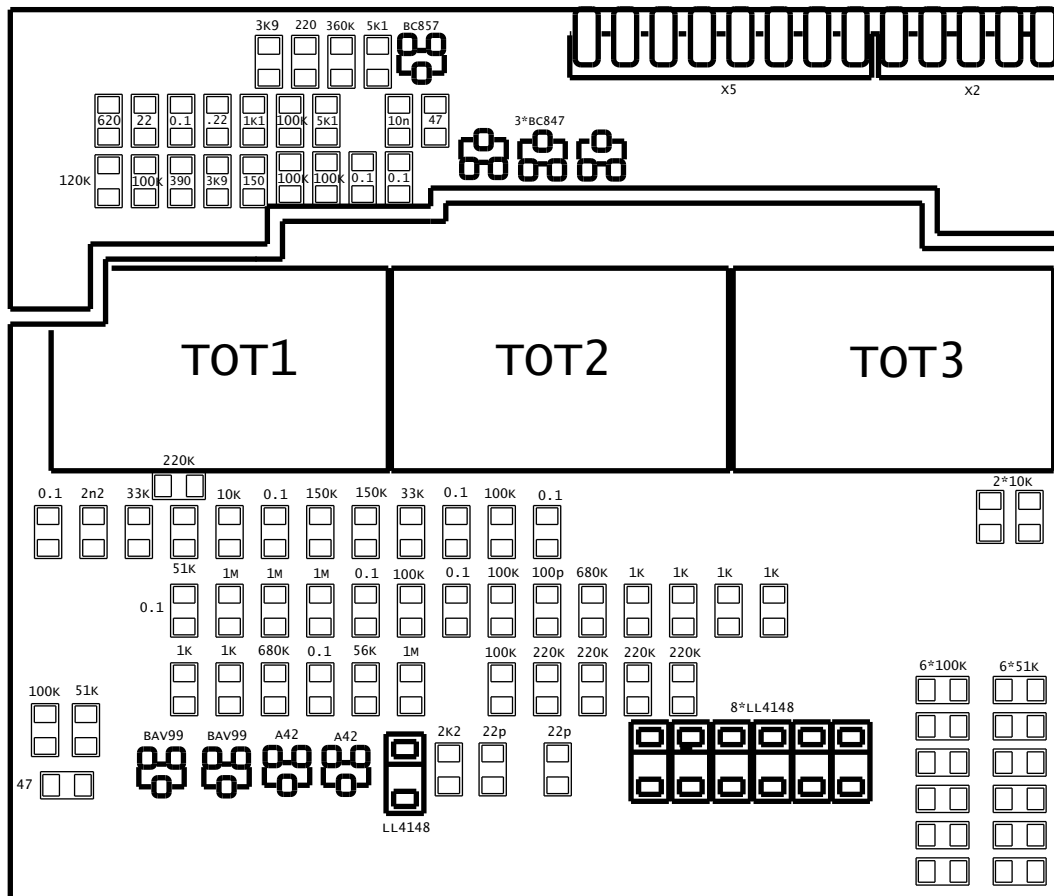 3K9 220 360K 5K1 BC857
X5 X2
620 22 0.1 .22 1K1 100K 5K1 10n 47 3*BC847
120K 100K 390 3K9 150 100K 100K 0.1 0.1
TOT1 TOT2 TOT3
220K
0.1 2n2 33K 10K 0.1 150K 150K 33K 0.1 100K 0.1 2*10K
51K 1M 1M 1M 0.1 100K 0.1 100K 100p 680K 1K 1K 1K 1K
0.1
1K 1K 680K 0.1 56K 1M 100K 220K 220K 220K 220K 6*100K 6*51K
100K 51K 8*LL4148
BAV99 BAV99 A42 A42 2K2 22p 22p
47
LL4148